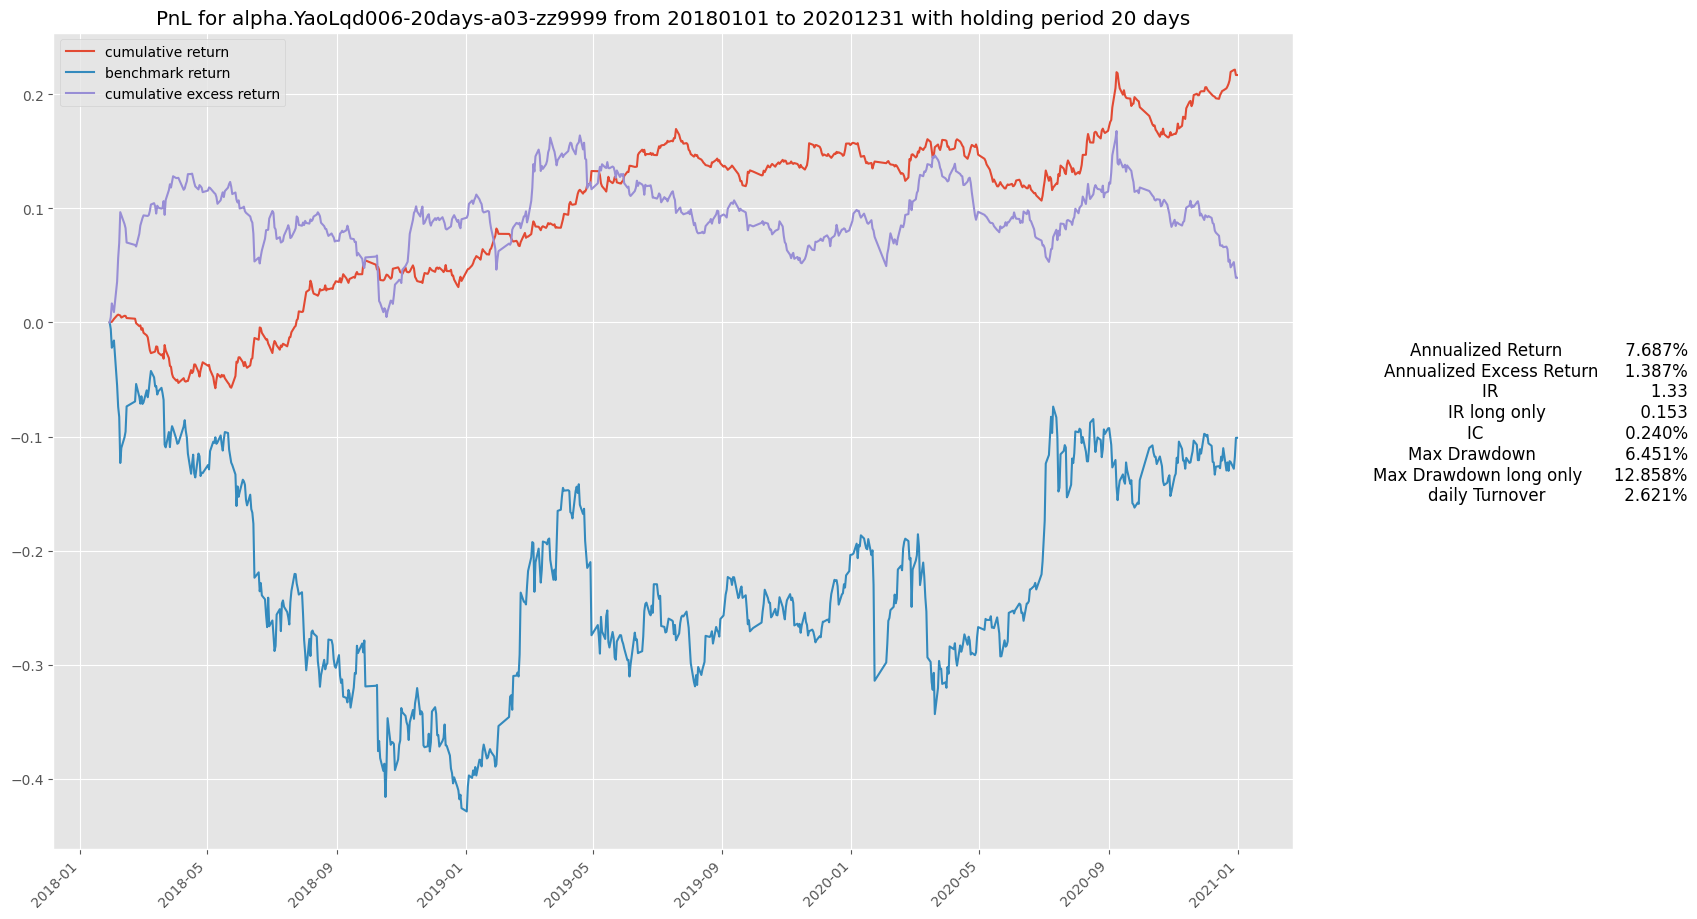 PnL for alpha.YaoLqd006-20days-a03-zz9999 from 20180101 to 20201231 with holding period 20 days
cumulative return
benchmark return
cumulative excess return
0.2
0.1
0.0
−0.1
−0.2
−0.3
−0.4
2018-01
2018-05
2018-09
2019-01
2019-05
2019-09
2020-01
2020-05
2020-09
2021-01
Annualized Return 7.687%
Annualized Excess Return 1.387%
IR 1.33
IR long only 0.153
IC 0.240%
Max Drawdown 6.451%
Max Drawdown long only 12.858%
daily Turnover 2.621%